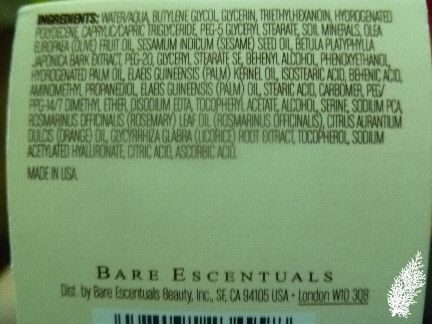 INGREDIENTS: WATER/AQUA, BUTYLENE GLYCOL, GLYCERIN, TRIETHYLHEXANOIN, HYDROGENATED
POLYDECENE, CAPRYLIC/CAPRIC TRIGLYCERIDE, PEG-5 GLYCERYL STEARATE, SOIL MINERALS, OLEA
EUROPAEA (OLIVE) FRUIT OIL, SESAMUM INDICUM (SESAME) SEED OIL, BETULA PLATYPHYLLA
JAPONICA BARK EXTRACT, PEG-20, GLYCERYL STEARATE SE, BEHENYL ALCOHOL, PHENOXYETHANOL,
HYDROGENATED PALM OIL, ELAEIS GUINEENSIS (PALM) KERNEL OIL, ISOSTEARIC ACID, BEHENIC ACID,
AMINOMETHYL PROPANEDIOL, ELAEIS GUINEENSIS (PALM) OIL, STEARIC ACID, CARBOMER, PEG/
PPG-14/7 DIMETHYL ETHER, DISODIUM EDTA, TOCOPHERYL ACETATE, ALCOHOL, SERINE, SODIUM PCA,
ROSMARINUS OFFICINALIS (ROSEMARY) LEAF OIL (ROSMARINUS OFFICINALIS), CITRUS AURANTIUM
DULCIS (ORANGE) OIL, GLYCYRRHIZA GLABRA (LICORICE) ROOT EXTRACT, TOCOPHEROL, SODIUM
ACETYLATED HYALURONATE, CITRIC ACID, ASCORBIC ACID.
MADE IN USA.
BARE ESCENTUALS
Dist. by Bare Escentuals Beauty, Inc., SF, CA 94105 USA • London W1D 3QB